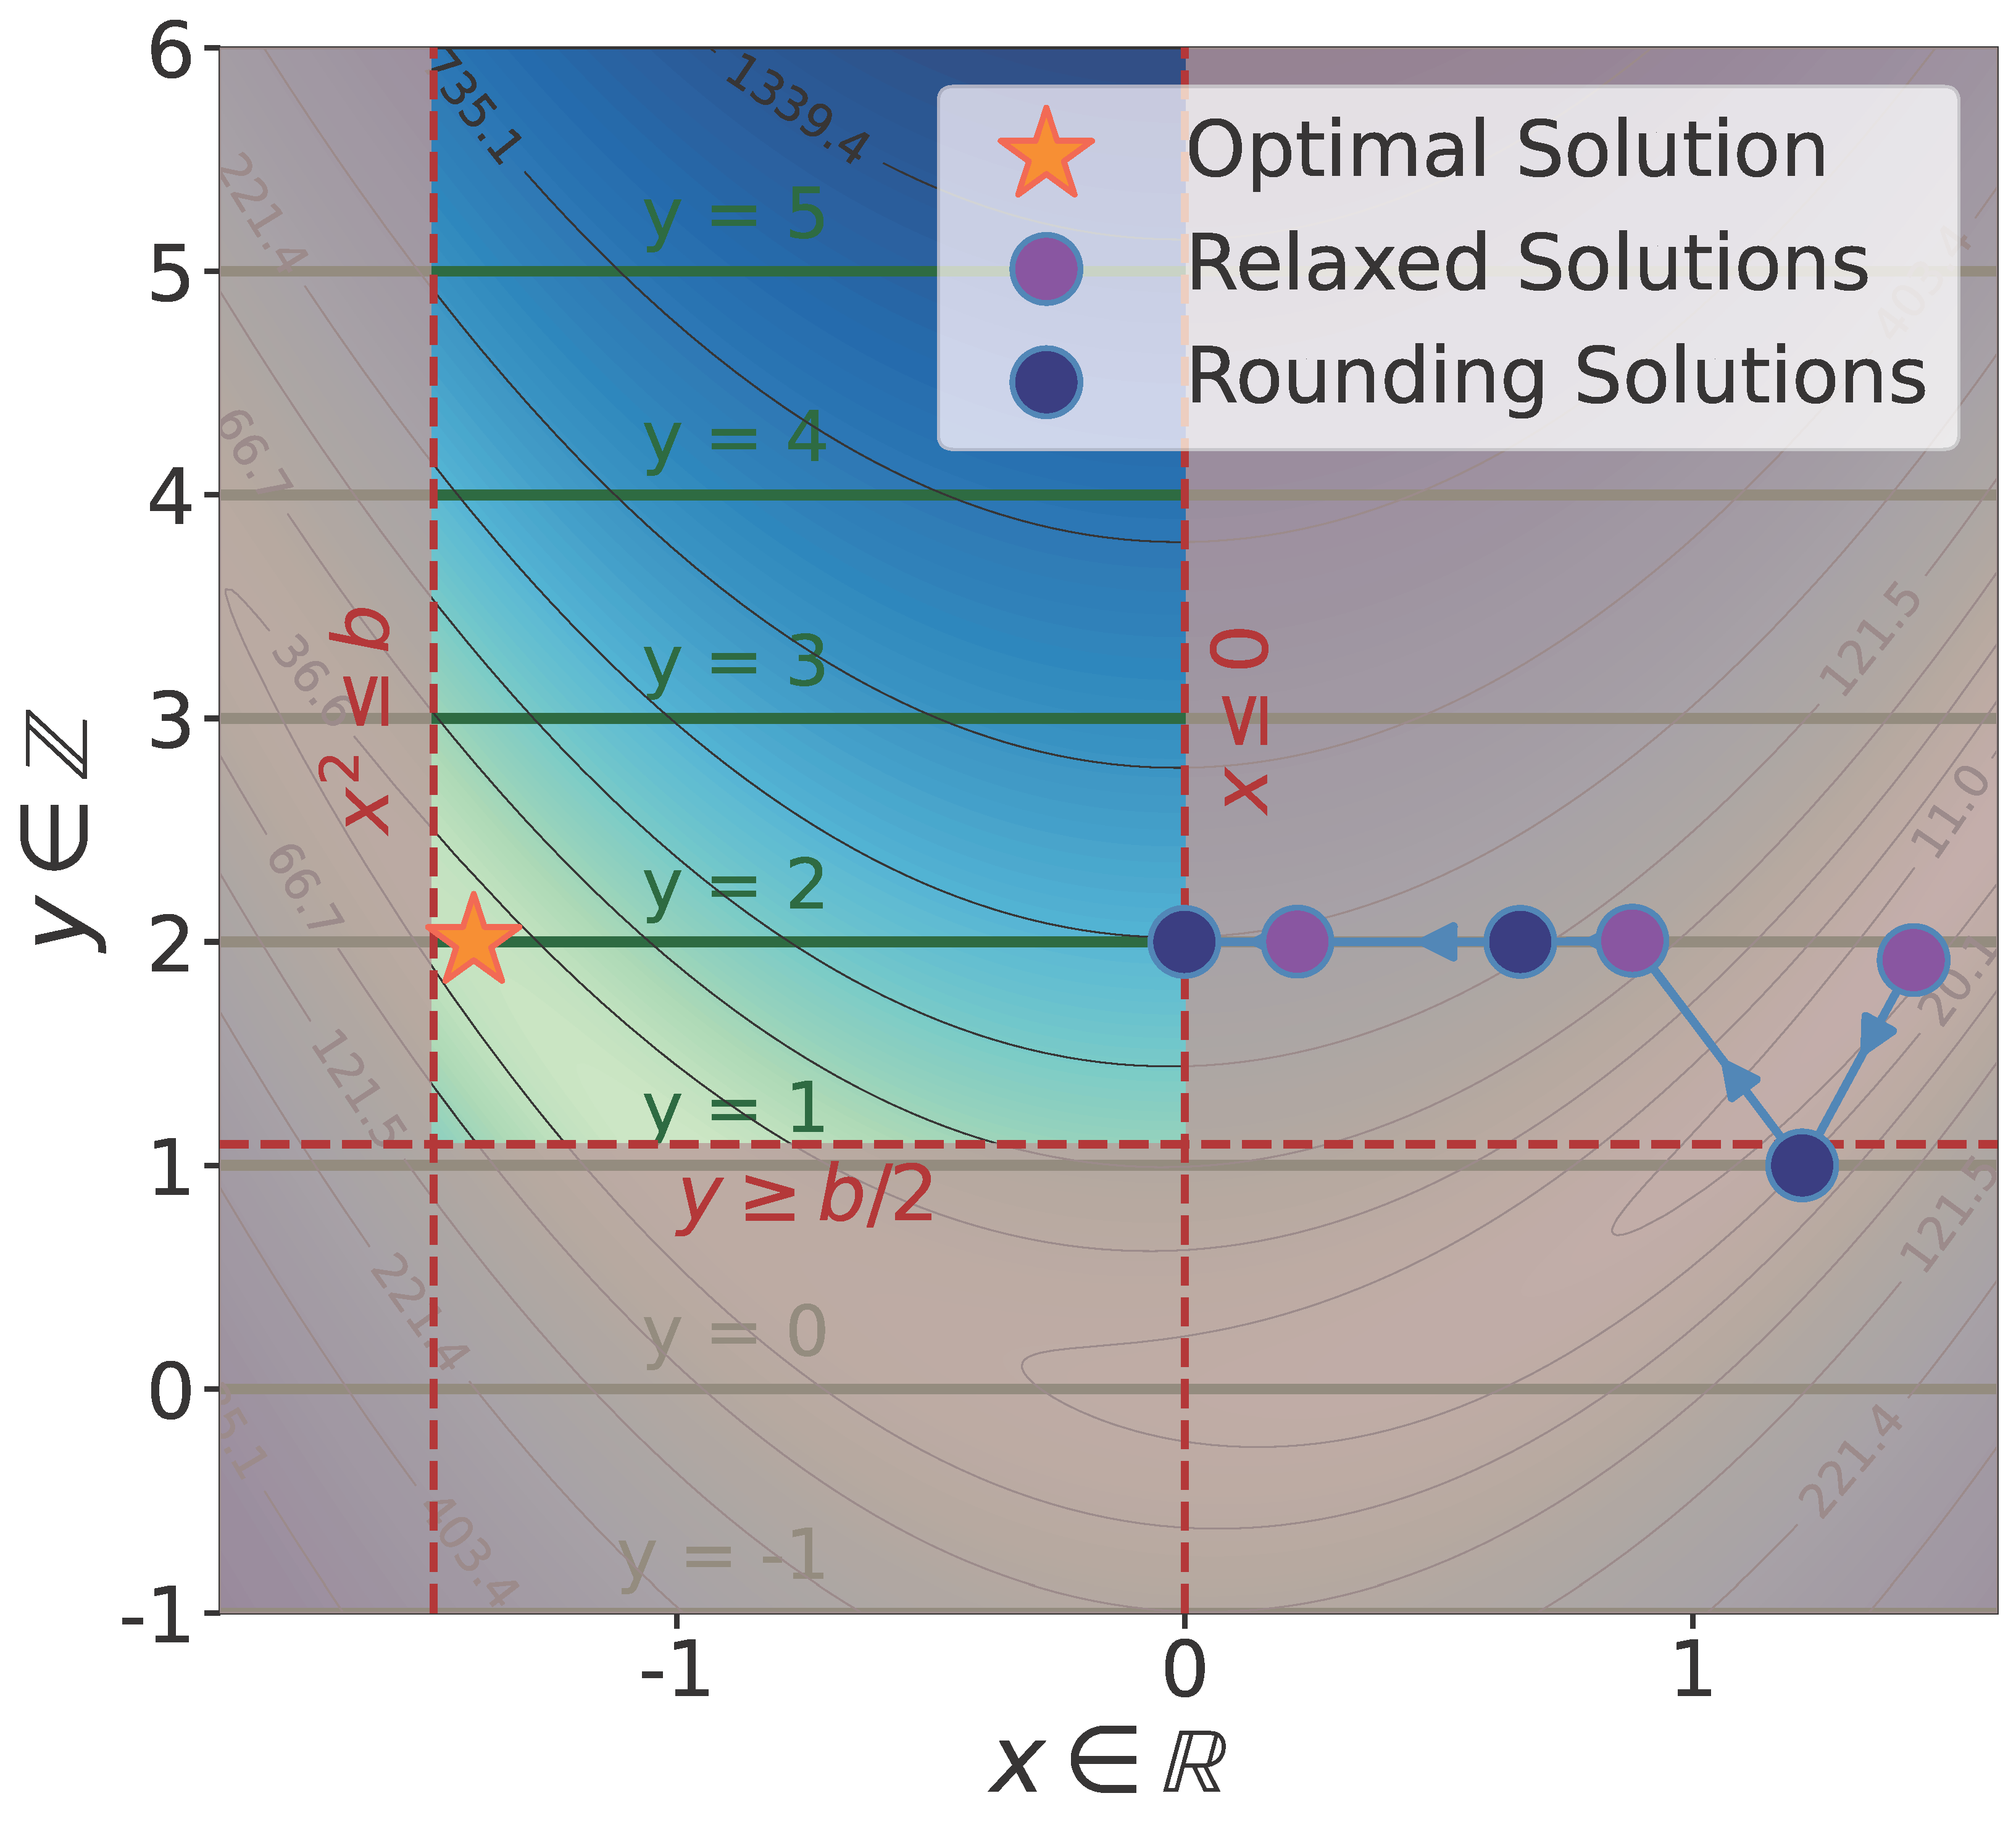 6
5
4
3
2
1
0
-1
y ∈ ℤ
-1
0
1
x ∈ ℝ
Optimal Solution
Relaxed Solutions
Rounding Solutions
y = 5
y = 4
y = 3
y = 2
y = 1
y = 0
y = -1
x² ≤ b
x ≤ 0
y ≥ b/2
735.1
1339.4
221.4
66.7
36.6
66.7
121.5
221.4
403.4
403.4
121.5
11.0
20.1
121.5
221.4